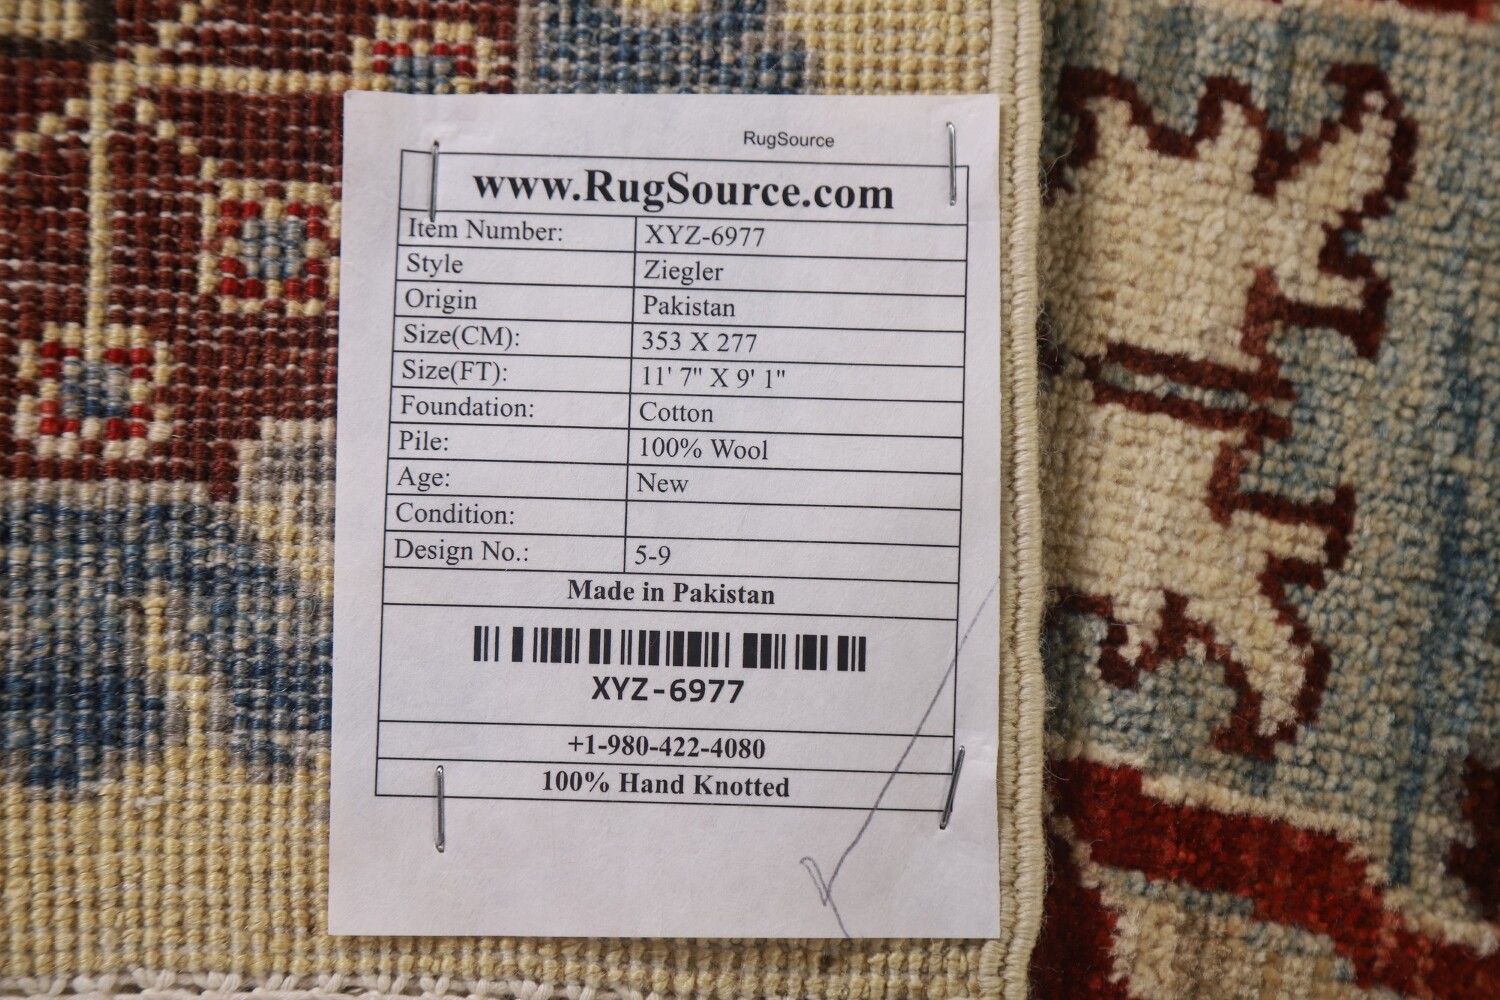 RugSource
www.RugSource.com
Item Number: XYZ-6977
Style Ziegler
Origin Pakistan
Size(CM): 353 X 277
Size(FT): 11' 7" X 9' 1"
Foundation: Cotton
Pile: 100% Wool
Age: New
Condition:
Design No.: 5-9
Made in Pakistan
XYZ-6977
+1-980-422-4080
100% Hand Knotted